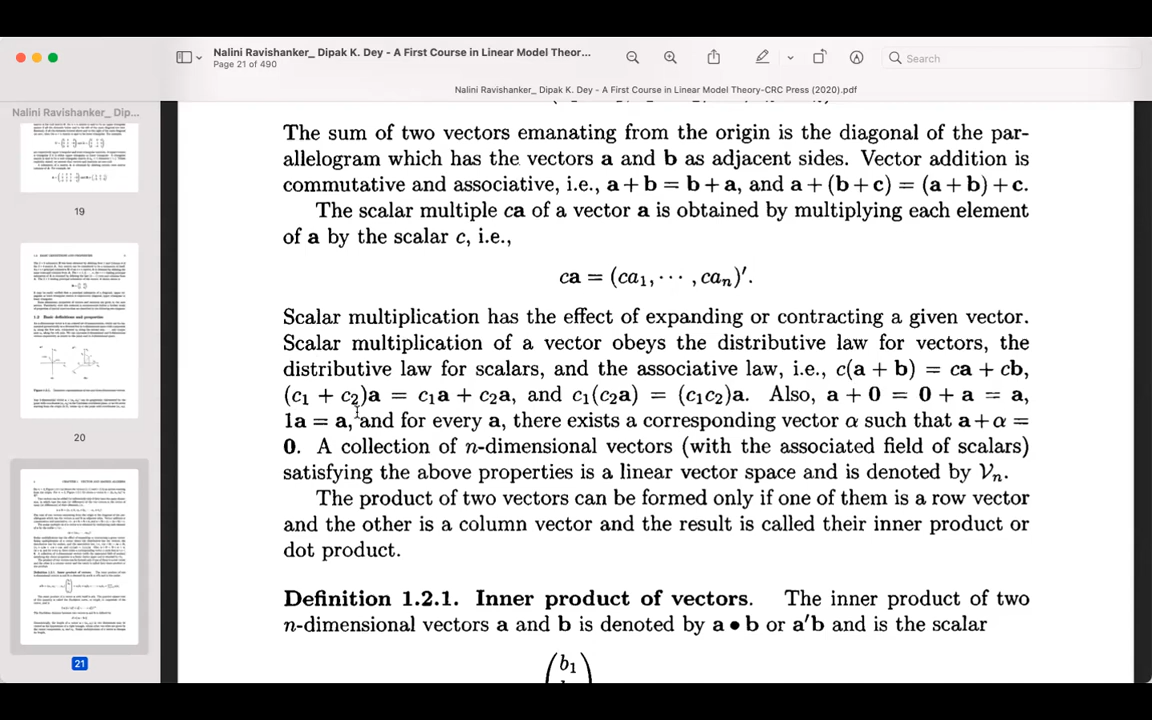 Nalini Ravishanker_ Dipak K. Dey - A First Course in Linear Model Theor...
Page 21 of 490
Search
Nalini Ravishanker_ Dipak K. Dey - A First Course in Linear Model Theory-CRC Press (2020).pdf
Nalini Ravishanker_ Dip...
19
20
21
The sum of two vectors emanating from the origin is the diagonal of the par-
allelogram which has the vectors a and b as adjacent sides. Vector addition is
commutative and associative, i.e., a + b = b + a, and a + (b + c) = (a + b) + c.
The scalar multiple ca of a vector a is obtained by multiplying each element
of a by the scalar c, i.e.,
ca = (ca₁, ⋯ , caₙ)′.
Scalar multiplication has the effect of expanding or contracting a given vector.
Scalar multiplication of a vector obeys the distributive law for vectors, the
distributive law for scalars, and the associative law, i.e., c(a + b) = ca + cb,
(c₁ + c₂)a = c₁a + c₂a, and c₁(c₂a) = (c₁c₂)a. Also, a + 0 = 0 + a = a,
1a = a, and for every a, there exists a corresponding vector α such that a + α =
0. A collection of n-dimensional vectors (with the associated field of scalars)
satisfying the above properties is a linear vector space and is denoted by 𝒱ₙ.
The product of two vectors can be formed only if one of them is a row vector
and the other is a column vector and the result is called their inner product or
dot product.
Definition 1.2.1. Inner product of vectors. The inner product of two
n-dimensional vectors a and b is denoted by a • b or a′b and is the scalar
b₁